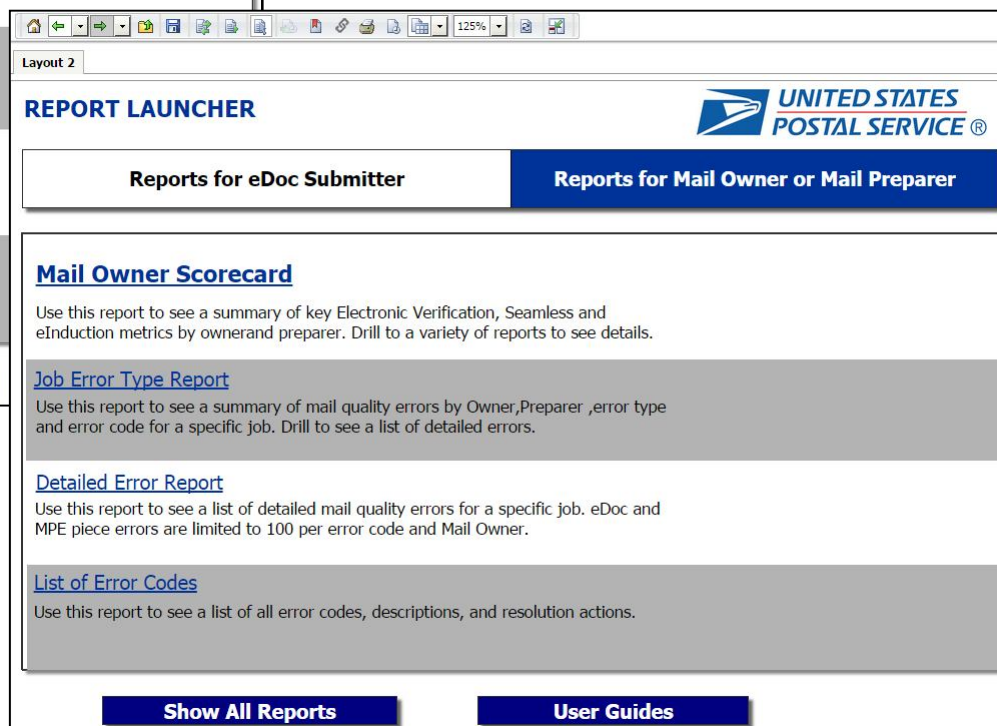 125%
Layout 2
REPORT LAUNCHER
UNITED STATES
POSTAL SERVICE ®
Reports for eDoc Submitter
Reports for Mail Owner or Mail Preparer
Mail Owner Scorecard
Use this report to see a summary of key Electronic Verification, Seamless and
eInduction metrics by ownerand preparer. Drill to a variety of reports to see details.
Job Error Type Report
Use this report to see a summary of mail quality errors by Owner,Preparer ,error type
and error code for a specific job. Drill to see a list of detailed errors.
Detailed Error Report
Use this report to see a list of detailed mail quality errors for a specific job. eDoc and
MPE piece errors are limited to 100 per error code and Mail Owner.
List of Error Codes
Use this report to see a list of all error codes, descriptions, and resolution actions.
Show All Reports
User Guides